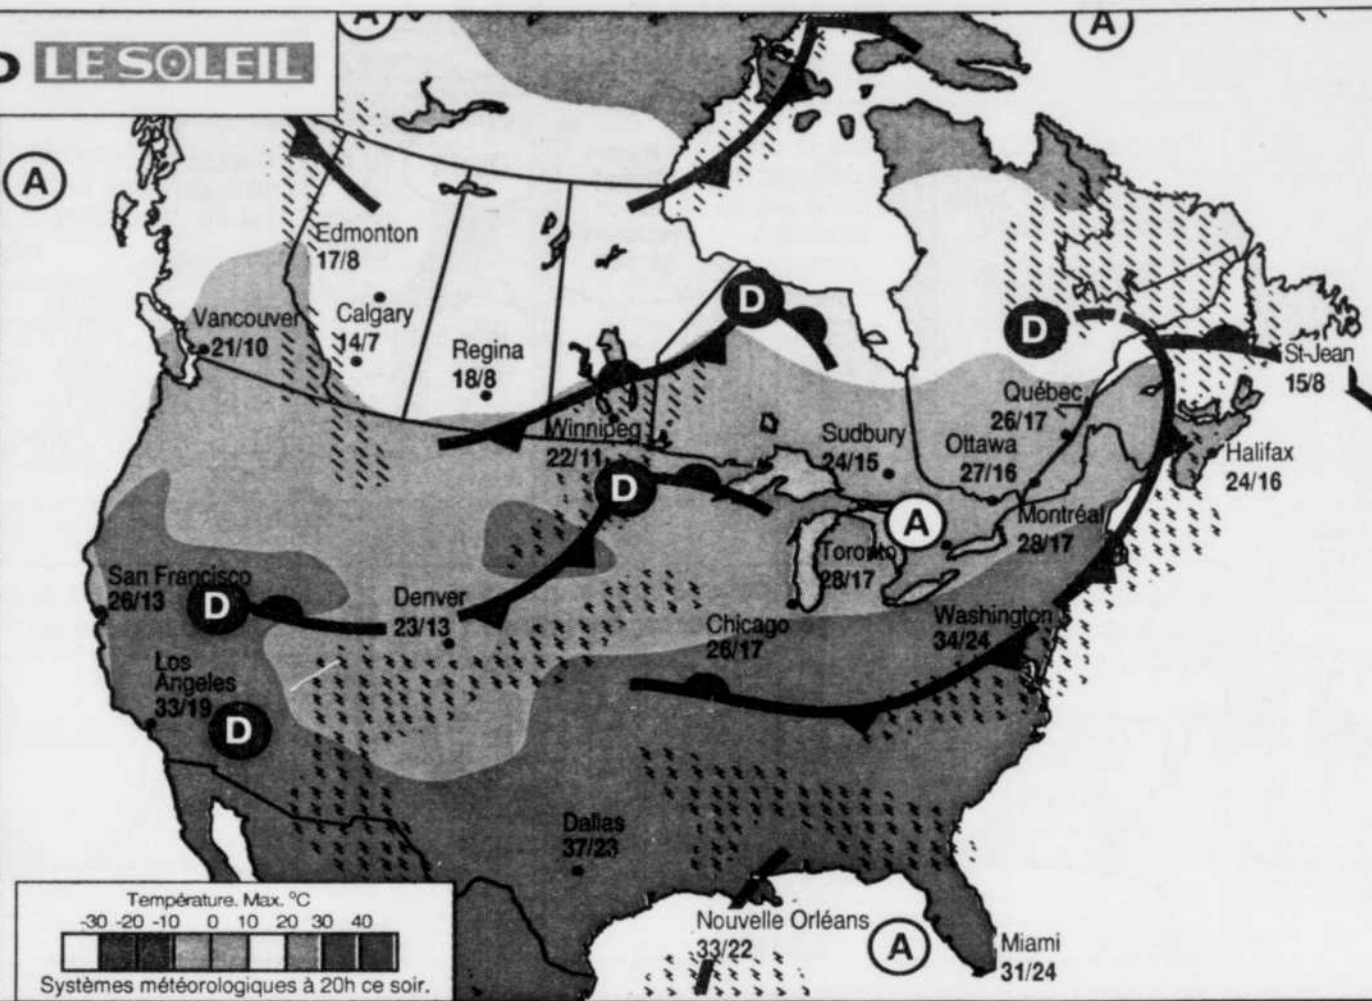 LE SOLEIL
A
A
A
Edmonton
17/8
Vancouver
21/10
Calgary
14/7
Regina
18/8
D
D
St-Jean
15/8
Winnipeg
22/11
Sudbury
24/15
Québec
26/17
Ottawa
27/16
Halifax
24/16
D
A
Montréal
28/17
Toronto
28/17
San Francisco
26/13
D
Denver
23/13
Chicago
26/17
Washington
34/24
Los
Angeles
33/19
D
Dallas
37/23
Nouvelle Orléans
33/22
A
Miami
31/24
Température. Max. °C
-30 -20 -10 0 10 20 30 40
Systèmes météorologiques à 20h ce soir.